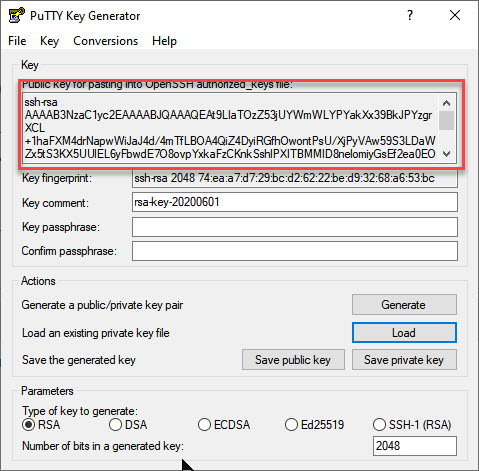 PuTTY Key Generator
File Key Conversions Help
Key
Public key for pasting into OpenSSH authorized_keys file:
ssh-rsa
AAAAB3NzaC1yc2EAAAABJQAAAQEAt9LlaTOzZ53jUYWmWLYPYakXx39BkJPYzgr
XCL
+1haFXM4drNapwWiJaJ4d/4mTfLBOA4QiZ4DyiRGfhOwontPsU/XjPyVAw59S3LDaW
Zx5tS3KX5UUIEL6yFbwdE7O8ovpYxkaFzCKnkSshlPXITBMMID8nelomiyGsEf2ea0EO
Key fingerprint: ssh-rsa 2048 74:ea:a7:d7:29:bc:d2:62:22:be:d9:32:68:a6:53:bc
Key comment: rsa-key-20200601
Key passphrase:
Confirm passphrase:
Actions
Generate a public/private key pair Generate
Load an existing private key file Load
Save the generated key Save public key Save private key
Parameters
Type of key to generate:
RSA DSA ECDSA Ed25519 SSH-1 (RSA)
Number of bits in a generated key: 2048